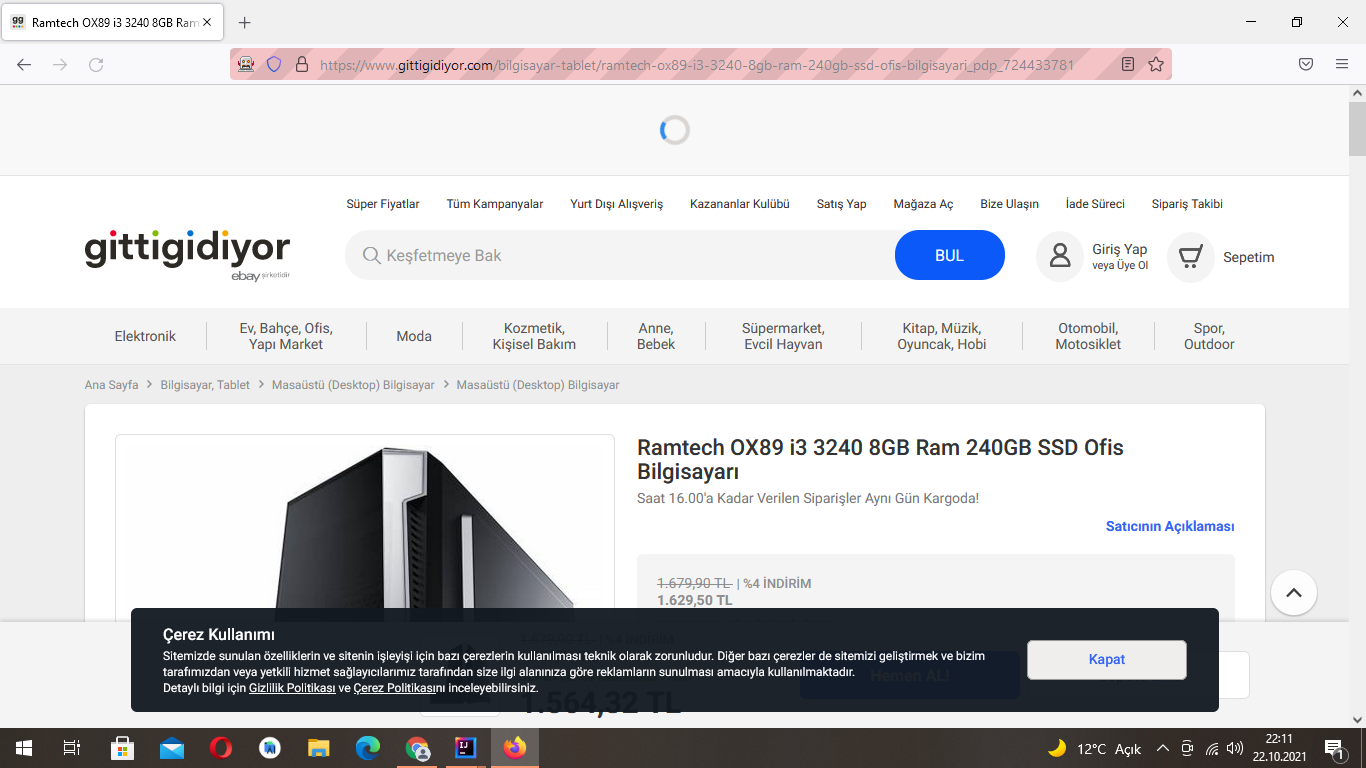 Ramtech OX89 i3 3240 8GB Ram
https://www.gittigidiyor.com/bilgisayar-tablet/ramtech-ox89-i3-3240-8gb-ram-240gb-ssd-ofis-bilgisayari_pdp_724433781
Süper Fiyatlar Tüm Kampanyalar Yurt Dışı Alışveriş Kazananlar Kulübü Satış Yap Mağaza Aç Bize Ulaşın İade Süreci Sipariş Takibi
gittigidiyor
ebay şirketidir
Keşfetmeye Bak
BUL
Giriş Yap
veya Üye Ol
Sepetim
Elektronik
Ev, Bahçe, Ofis,
Yapı Market
Moda
Kozmetik,
Kişisel Bakım
Anne,
Bebek
Süpermarket,
Evcil Hayvan
Kitap, Müzik,
Oyuncak, Hobi
Otomobil,
Motosiklet
Spor,
Outdoor
Ana Sayfa > Bilgisayar, Tablet > Masaüstü (Desktop) Bilgisayar > Masaüstü (Desktop) Bilgisayar
Ramtech OX89 i3 3240 8GB Ram 240GB SSD Ofis
Bilgisayarı
Saat 16.00'a Kadar Verilen Siparişler Aynı Gün Kargoda!
Satıcının Açıklaması
1.679,90 TL | %4 İNDİRİM
1.629,50 TL
Çerez Kullanımı
Sitemizde sunulan özelliklerin ve sitenin işleyişi için bazı çerezlerin kullanılması teknik olarak zorunludur. Diğer bazı çerezler de sitemizi geliştirmek ve bizim
tarafımızdan veya yetkili hizmet sağlayıcılarımız tarafından size ilgi alanınıza göre reklamların sunulması amacıyla kullanılmaktadır.
Detaylı bilgi için Gizlilik Politikası ve Çerez Politikasını inceleyebilirsiniz.
Kapat
Hemen AL!
1.564,32 TL
12°C Açık
22:11
22.10.2021
1